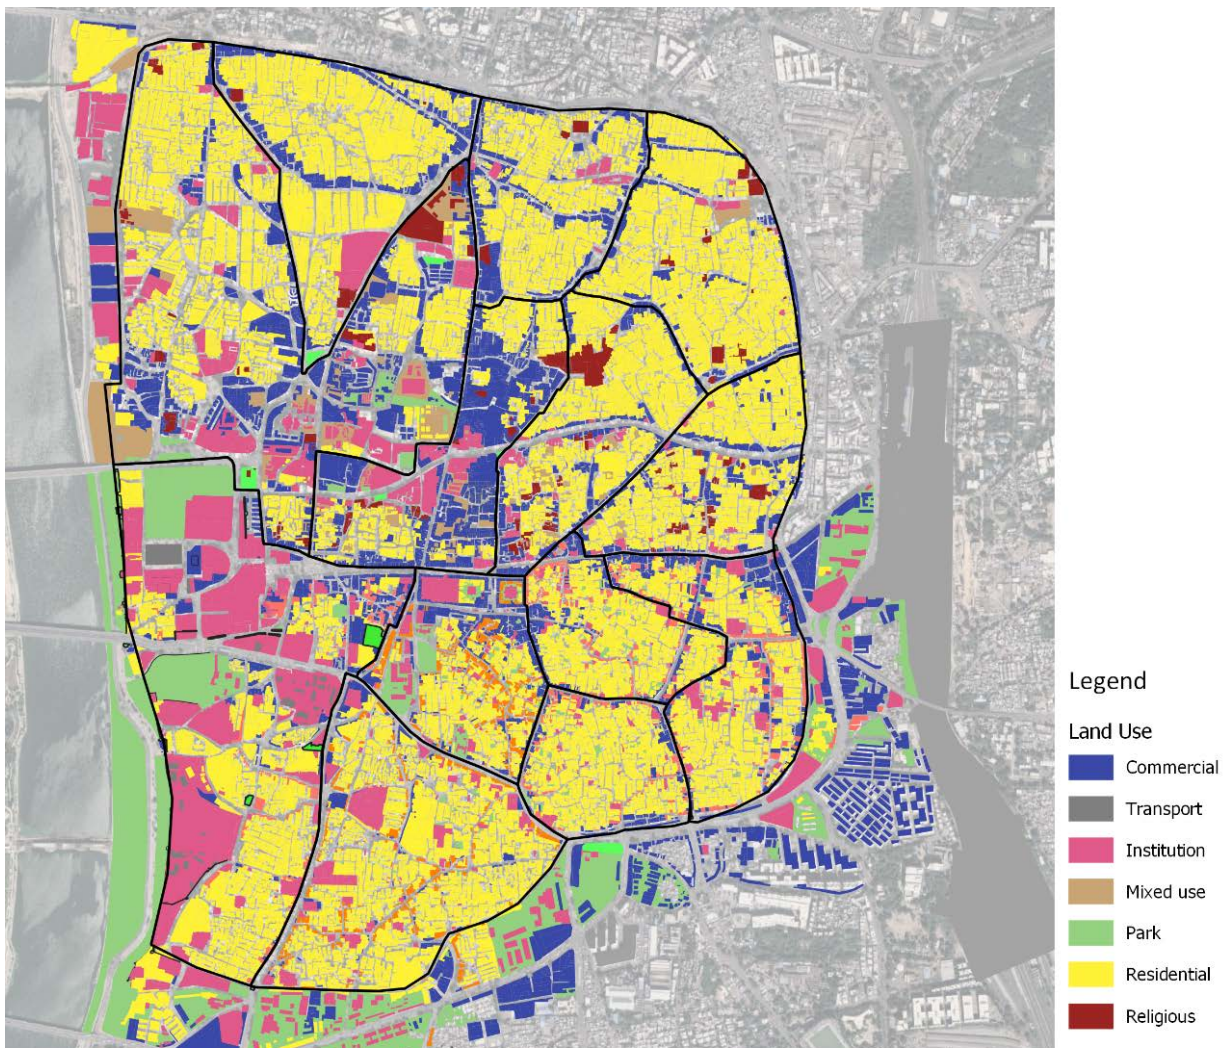 Legend
Land Use
Commercial
Transport
Institution
Mixed use
Park
Residential
Religious